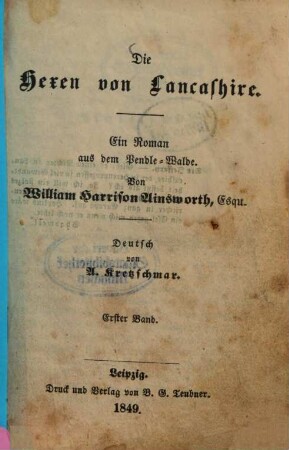 Die
Hexen von Lancashire.
Ein Roman
aus dem Pendle-Walde.
Von
William Harrison Ainsworth, Esqu.
Deutsch
von
A. Kretzschmar.
Erster Band.
Leipzig.
Druck und Verlag von B. G. Teubner.
1849.